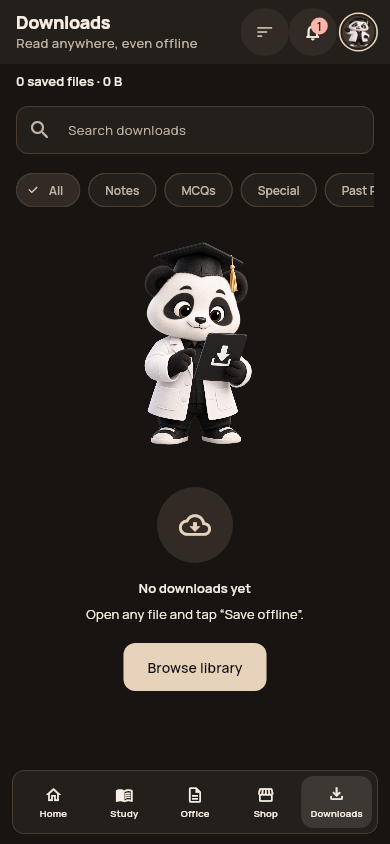 Downloads
Read anywhere, even offline
1
0 saved files · 0 B
Search downloads
All
Notes
MCQs
Special
Past
No downloads yet
Open any file and tap “Save offline”.
Browse library
Home
Study
Office
Shop
Downloads